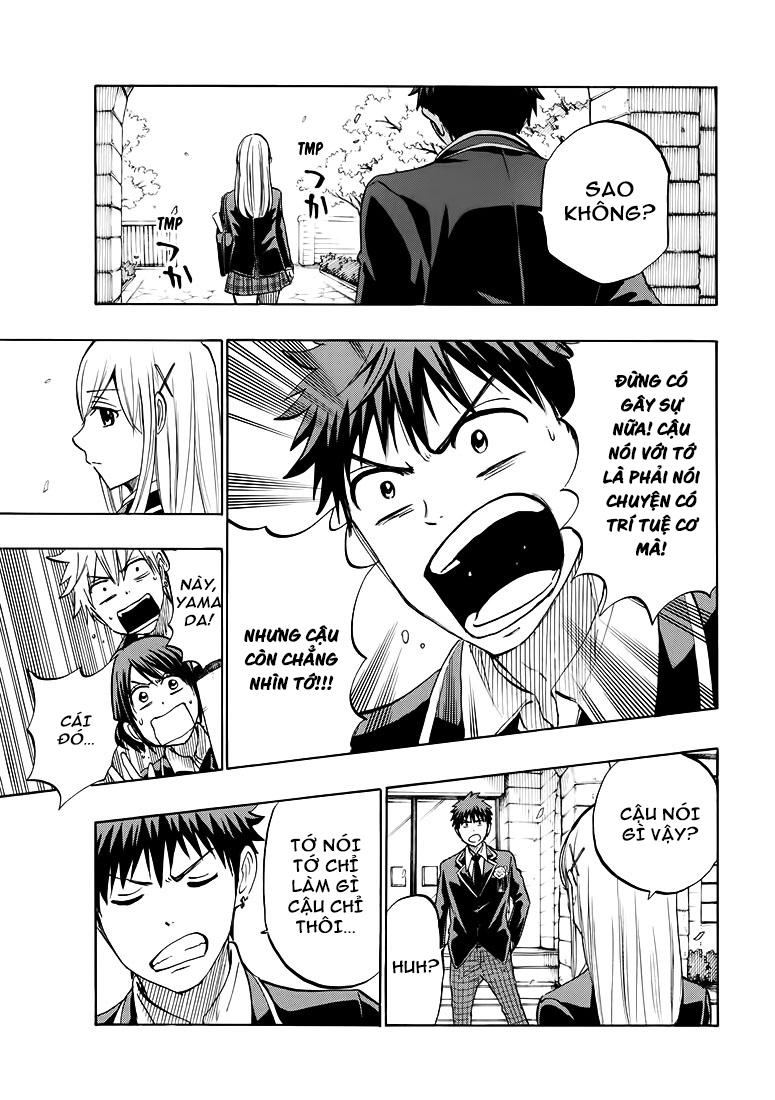 SAO
KHÔNG?
TMP
つか
TMP
つか
ĐỪNG CÓ
GÂY SỰ
NỮA! CẬU
NÓI VỚI TỚ
LÀ PHẢI NÓI
CHUYỆN CÓ
TRÍ TUỆ CƠ
MÀ!
NHƯNG CẬU
CÒN CHẲNG
NHÌN TỚ!!!
NÀY,
YAMA
DA!
CÁI
ĐÓ...
CẬU NÓI
GÌ VẬY?
HUH?
TỚ NÓI
TỚ CHỈ
LÀM GÌ
CẬU CHỈ
THÔI...